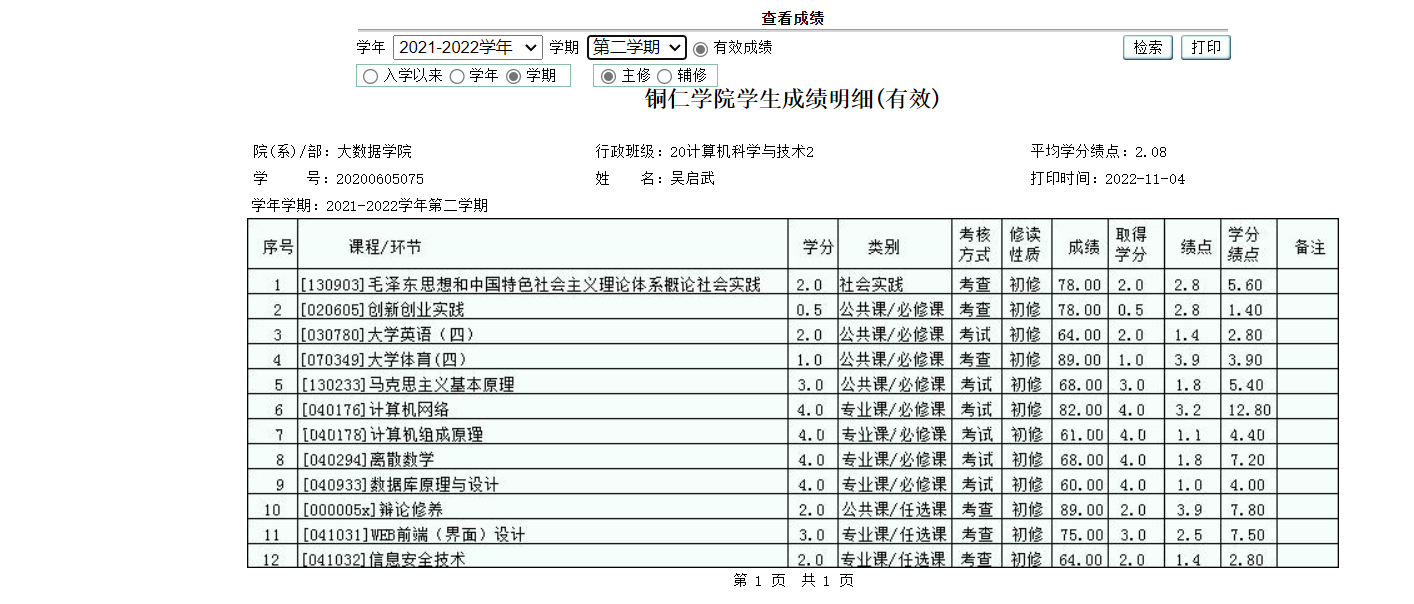 查看成绩
学年 2021-2022学年 学期 第二学期 有效成绩 检索 打印
入学以来 学年 学期 主修 辅修
铜仁学院学生成绩明细(有效)
院(系)/部：大数据学院 行政班级：20计算机科学与技术2 平均学分绩点：2.08
学 号：20200605075 姓 名：吴启武 打印时间：2022-11-04
学年学期：2021-2022学年第二学期
序号 课程/环节 学分 类别 考核方式 修读性质 成绩 取得学分 绩点 学分绩点 备注
1 [130903]毛泽东思想和中国特色社会主义理论体系概论社会实践 2.0 社会实践 考查 初修 78.00 2.0 2.8 5.60
2 [020605]创新创业实践 0.5 公共课/必修课 考查 初修 78.00 0.5 2.8 1.40
3 [030780]大学英语（四） 2.0 公共课/必修课 考试 初修 64.00 2.0 1.4 2.80
4 [070349]大学体育(四) 1.0 公共课/必修课 考查 初修 89.00 1.0 3.9 3.90
5 [130233]马克思主义基本原理 3.0 公共课/必修课 考试 初修 68.00 3.0 1.8 5.40
6 [040176]计算机网络 4.0 专业课/必修课 考试 初修 82.00 4.0 3.2 12.80
7 [040178]计算机组成原理 4.0 专业课/必修课 考试 初修 61.00 4.0 1.1 4.40
8 [040294]离散数学 4.0 专业课/必修课 考试 初修 68.00 4.0 1.8 7.20
9 [040933]数据库原理与设计 4.0 专业课/必修课 考试 初修 60.00 4.0 1.0 4.00
10 [000005x]辩论修养 2.0 公共课/任选课 考查 初修 89.00 2.0 3.9 7.80
11 [041031]WEB前端（界面）设计 3.0 专业课/任选课 考查 初修 75.00 3.0 2.5 7.50
12 [041032]信息安全技术 2.0 专业课/任选课 考查 初修 64.00 2.0 1.4 2.80
第 1 页 共 1 页